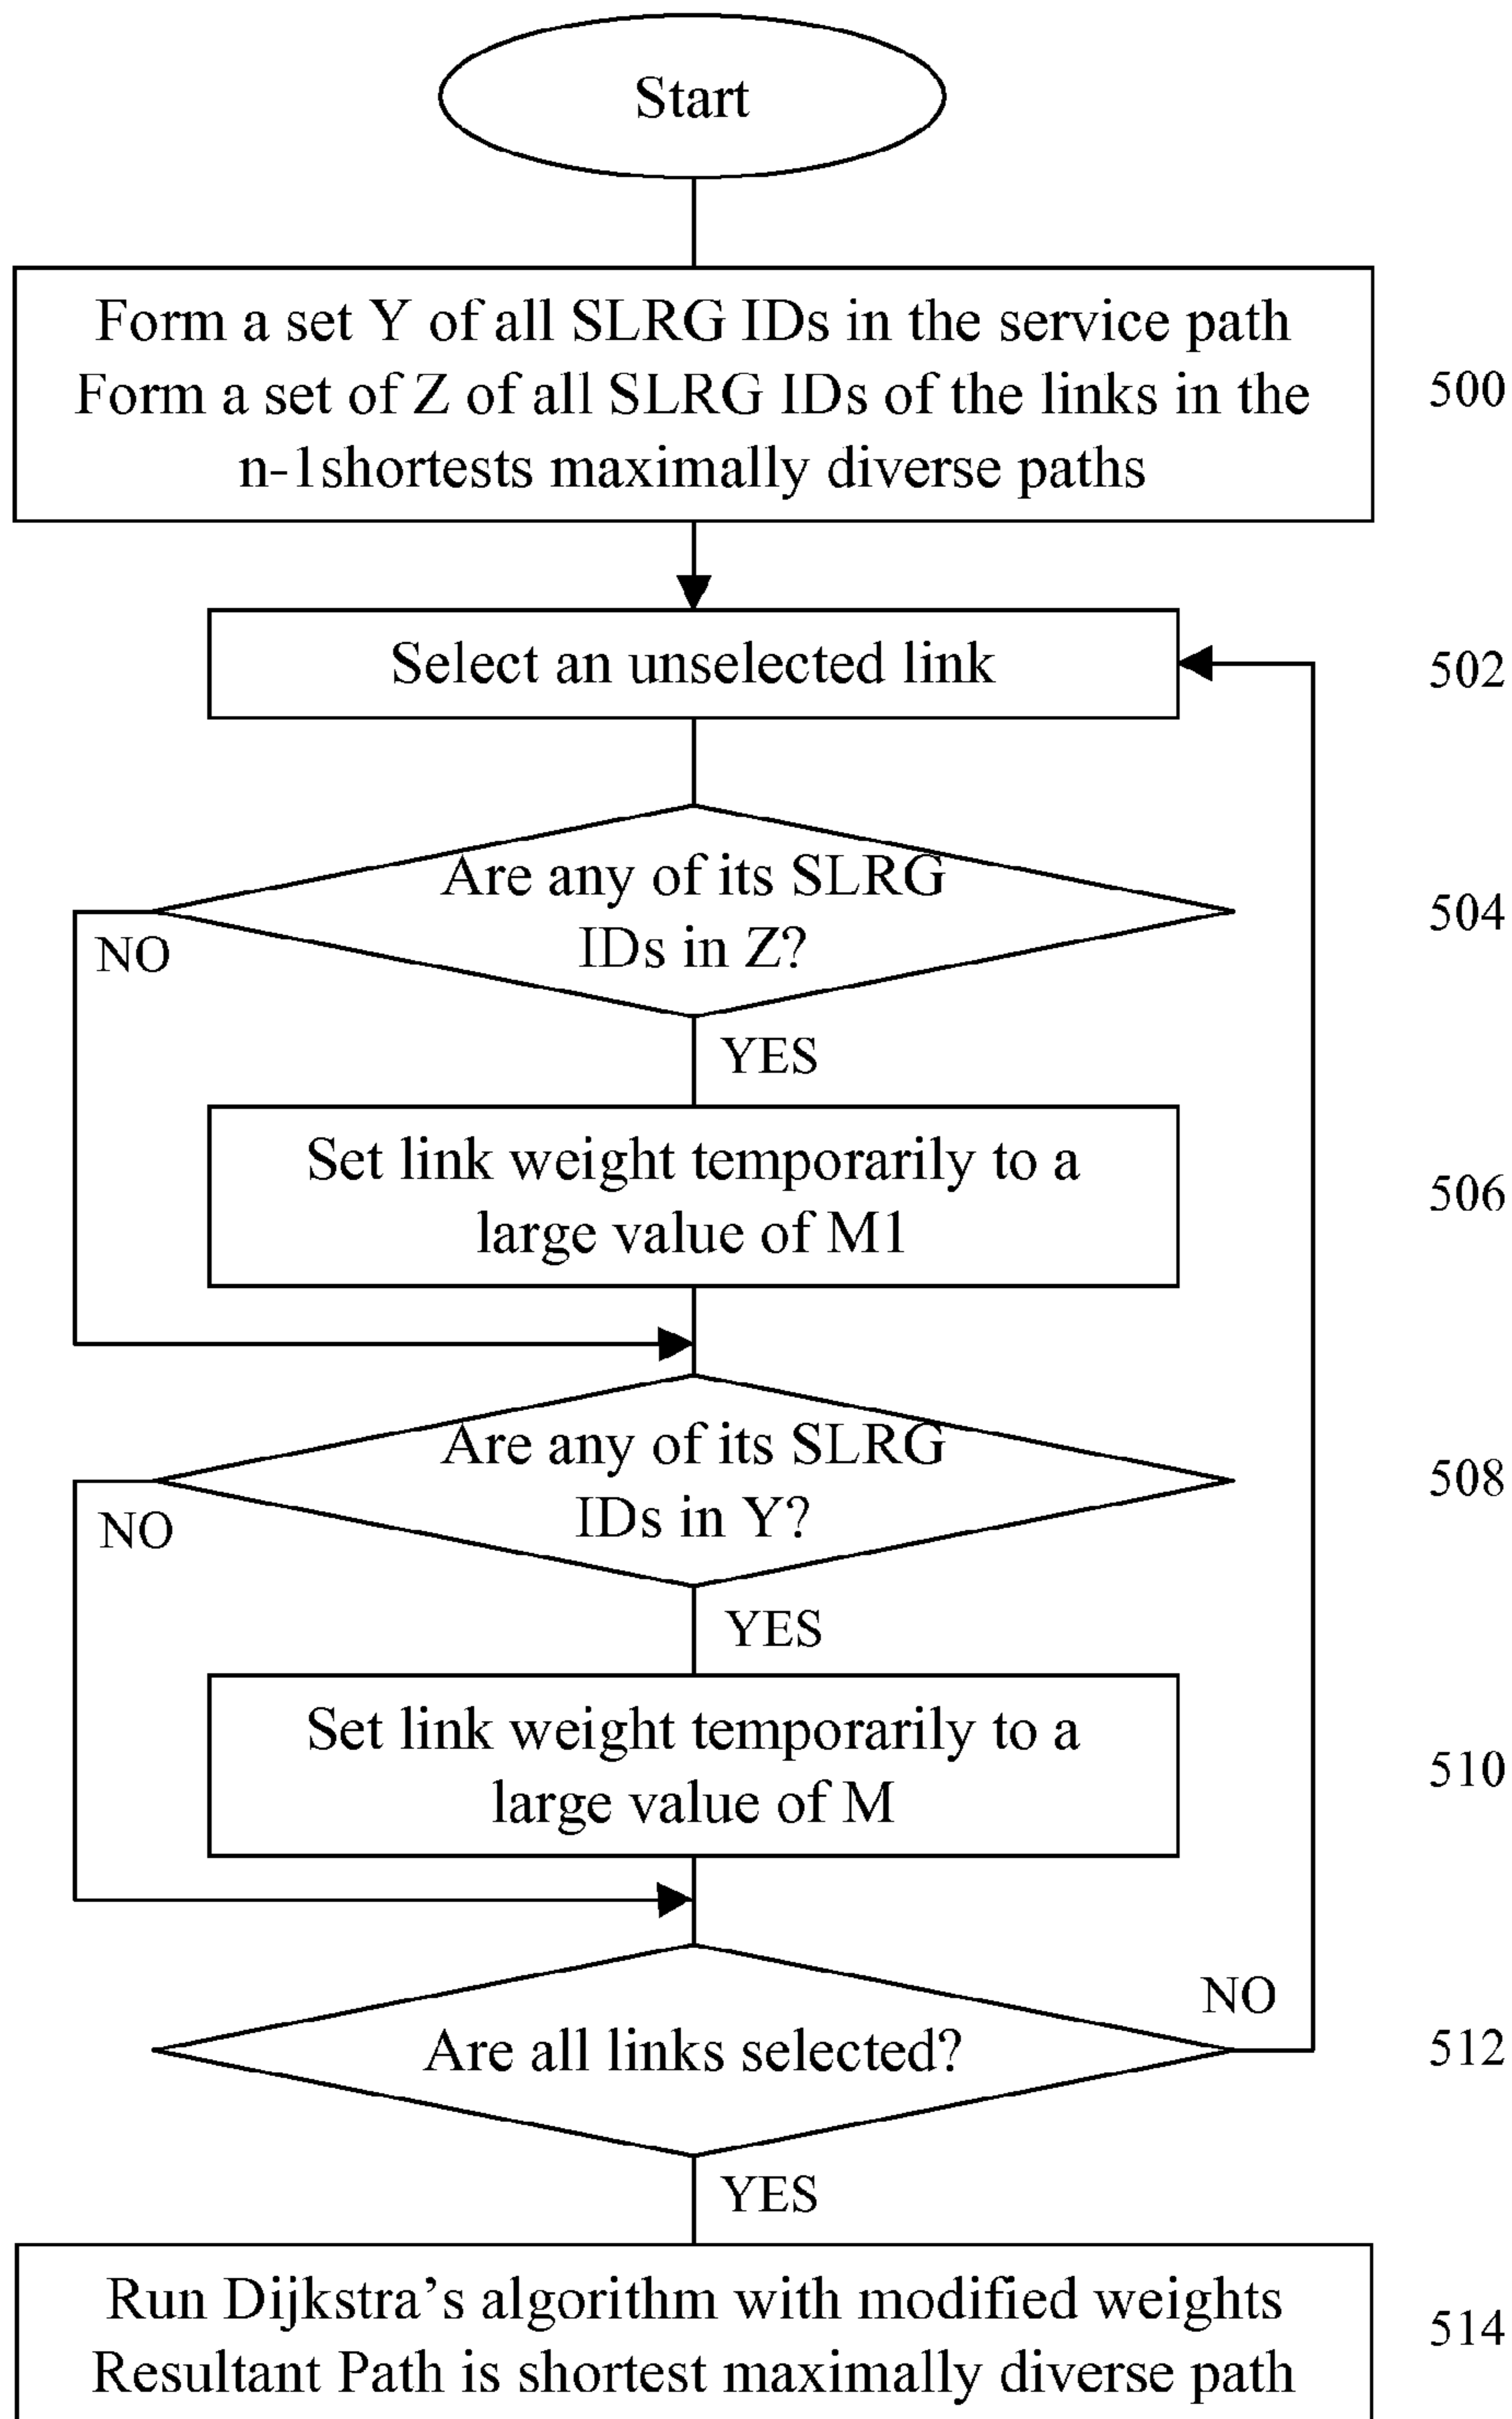 Start
Form a set Y of all SLRG IDs in the service path
Form a set of Z of all SLRG IDs of the links in the
n-1shortests maximally diverse paths
500
Select an unselected link
502
Are any of its SLRG
IDs in Z?
504
NO
YES
Set link weight temporarily to a
large value of M1
506
Are any of its SLRG
IDs in Y?
508
NO
YES
Set link weight temporarily to a
large value of M
510
NO
Are all links selected?
512
YES
Run Dijkstra's algorithm with modified weights
Resultant Path is shortest maximally diverse path
514